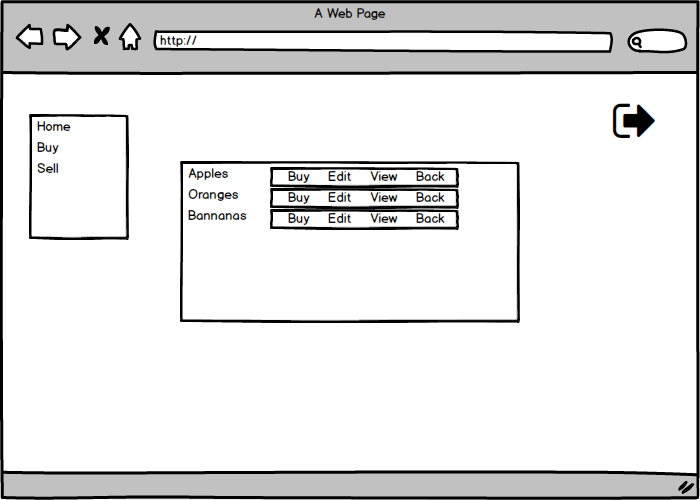 A Web Page
http://
Home
Buy
Sell
Apples Buy Edit View Back
Oranges Buy Edit View Back
Bannanas Buy Edit View Back